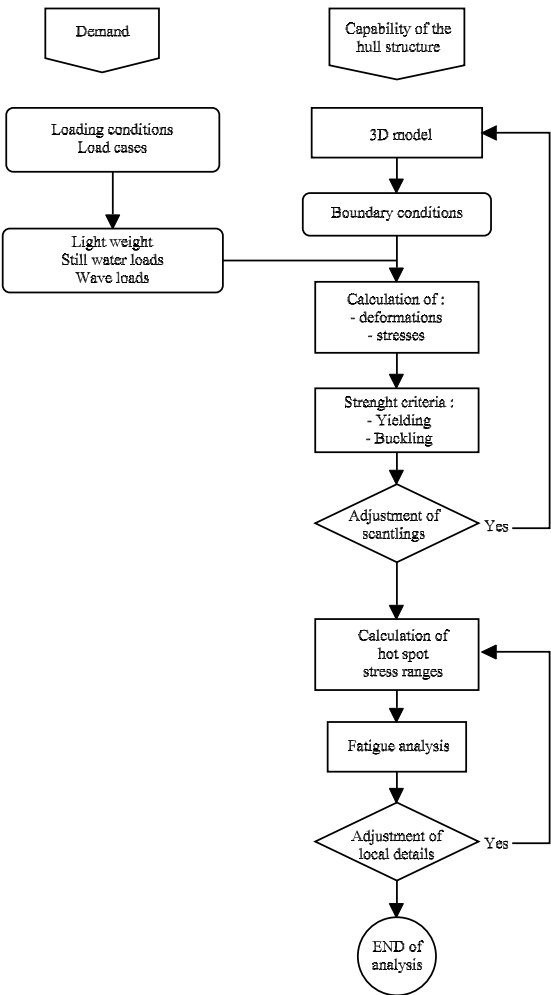 Demand
Capability of the
hull structure
Loading conditions
Load cases
3D model
Boundary conditions
Light weight
Still water loads
Wave loads
Calculation of :
- deformations
- stresses
Strenght criteria :
- Yielding
- Buckling
Adjustment of
scantlings
Yes
Calculation of
hot spot
stress ranges
Fatigue analysis
Adjustment of
local details
Yes
END of
analysis